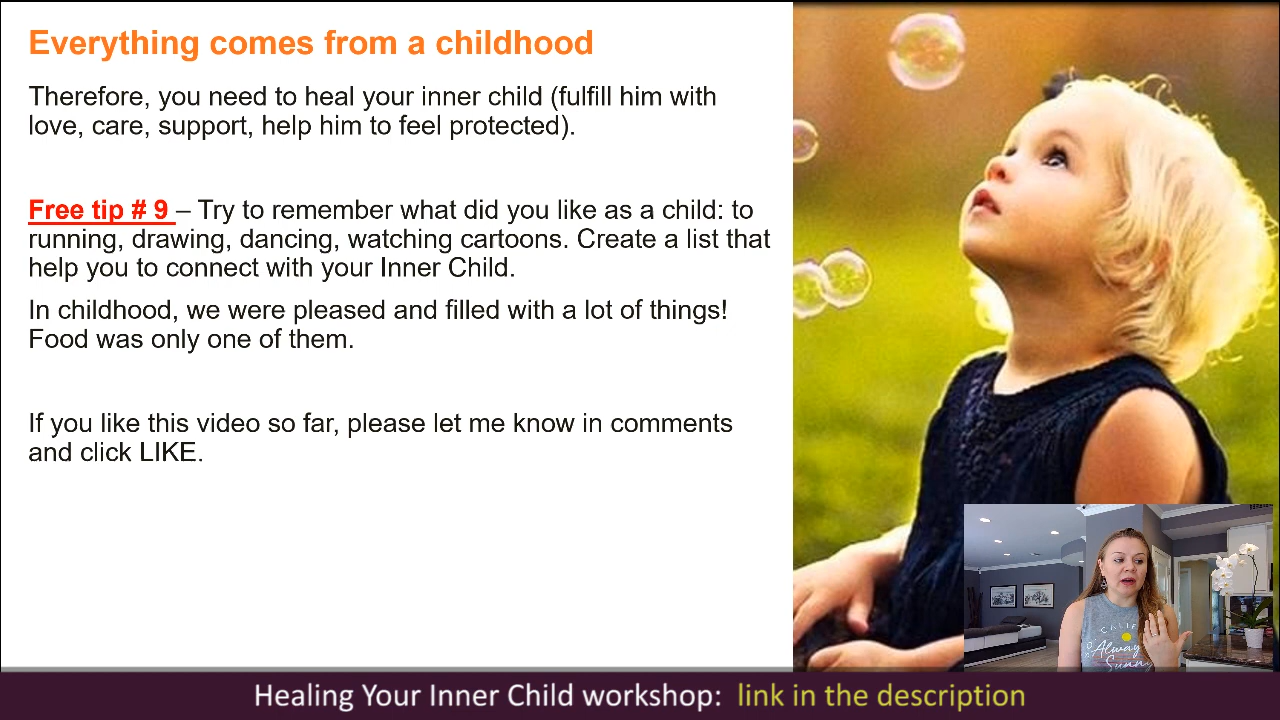 Everything comes from a childhood
Therefore, you need to heal your inner child (fulfill him with
love, care, support, help him to feel protected).
Free tip # 9 – Try to remember what did you like as a child: to
running, drawing, dancing, watching cartoons. Create a list that
help you to connect with your Inner Child.
In childhood, we were pleased and filled with a lot of things!
Food was only one of them.
If you like this video so far, please let me know in comments
and click LIKE.
Always
Sunny
Healing Your Inner Child workshop: link in the description